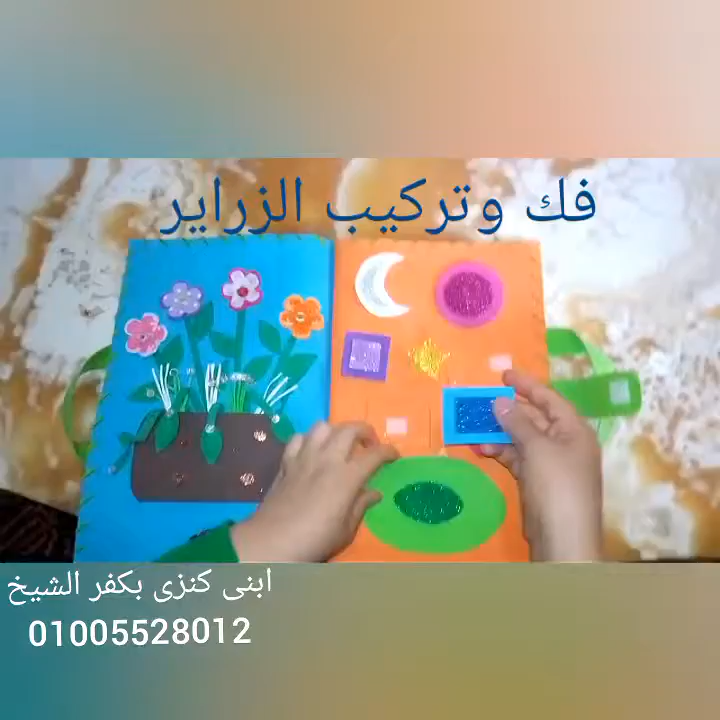 فك وتركيب الزراير
ابنى كنزى بكفر الشيخ
01005528012